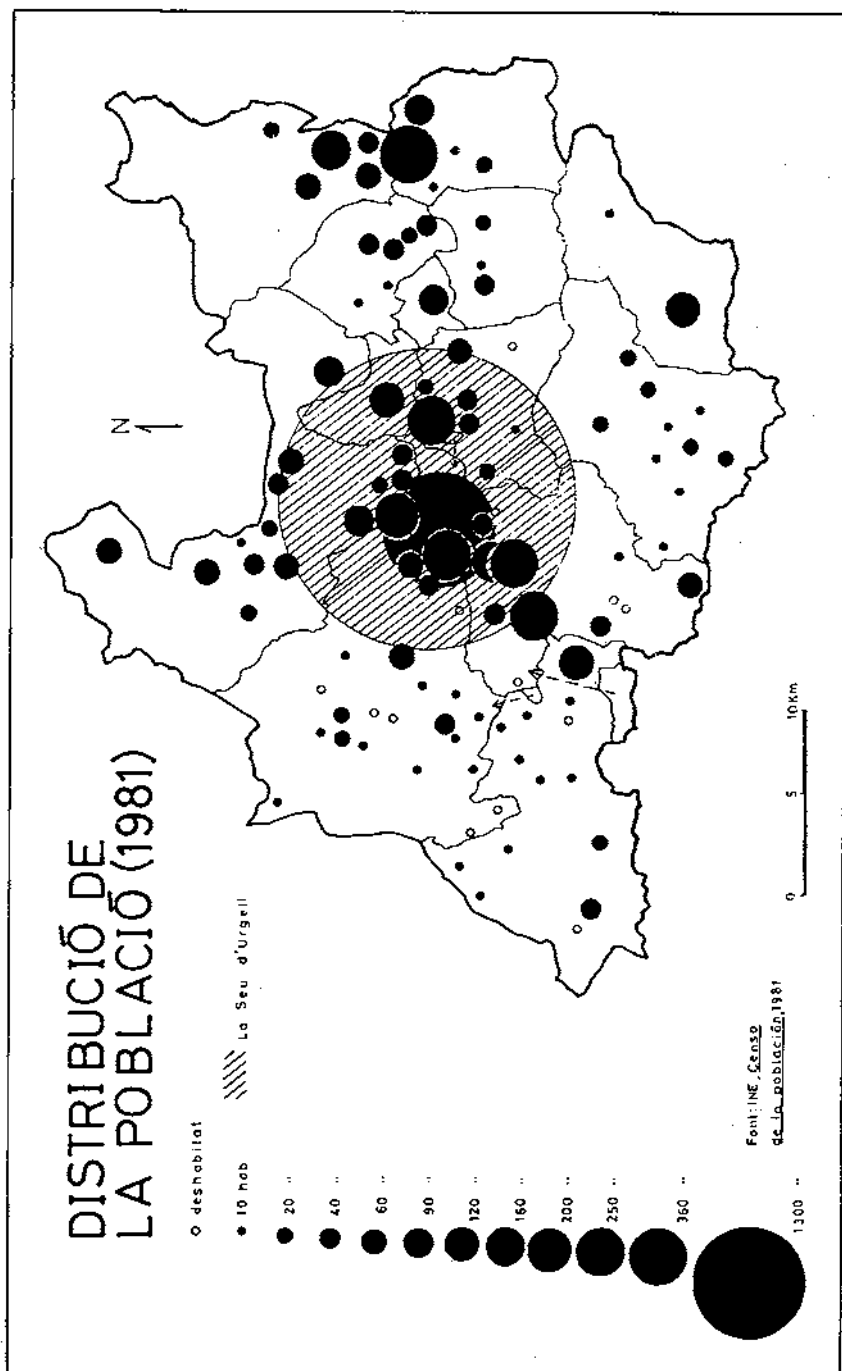 DISTRIBUCIÓ DE
LA POBLACIÓ (1981)
N
○ deshabitat
● 10 hab
La Seu d'Urgell
20 "
40 "
60 "
90 "
120 "
160 "
200 "
250 "
360 "
1300 "
Font: INE, Censo
de la población, 1981
0 5 10 Km